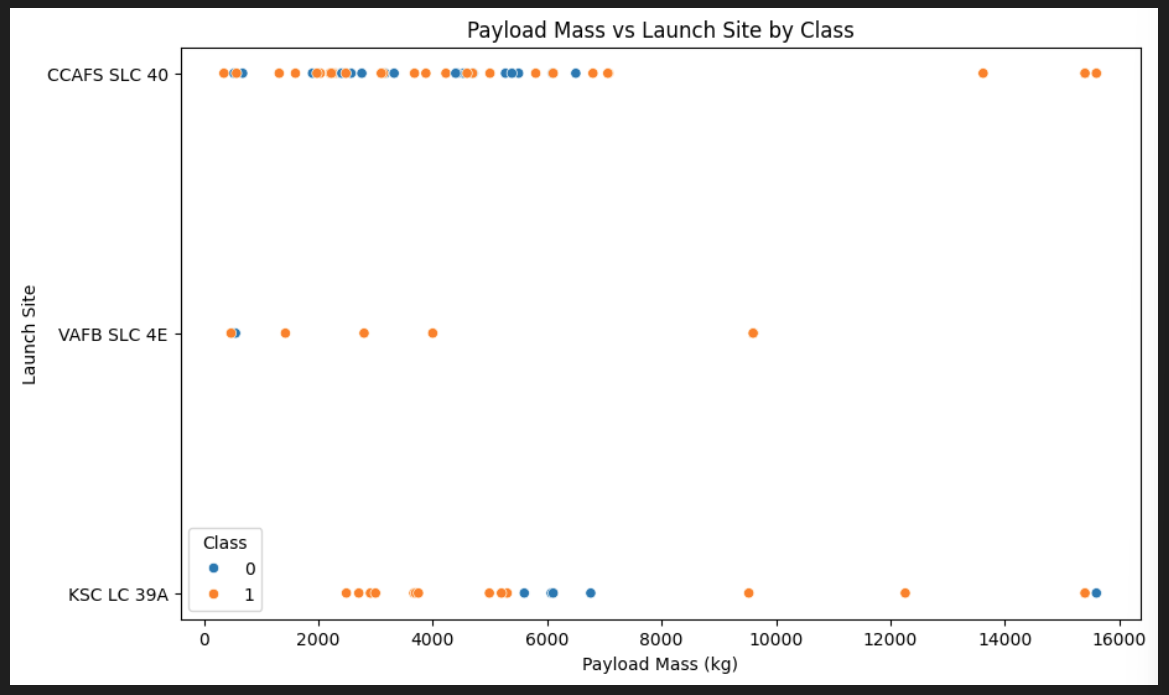 Payload Mass vs Launch Site by Class
CCAFS SLC 40
VAFB SLC 4E
KSC LC 39A
Launch Site
Class
0
1
0 2000 4000 6000 8000 10000 12000 14000 16000
Payload Mass (kg)